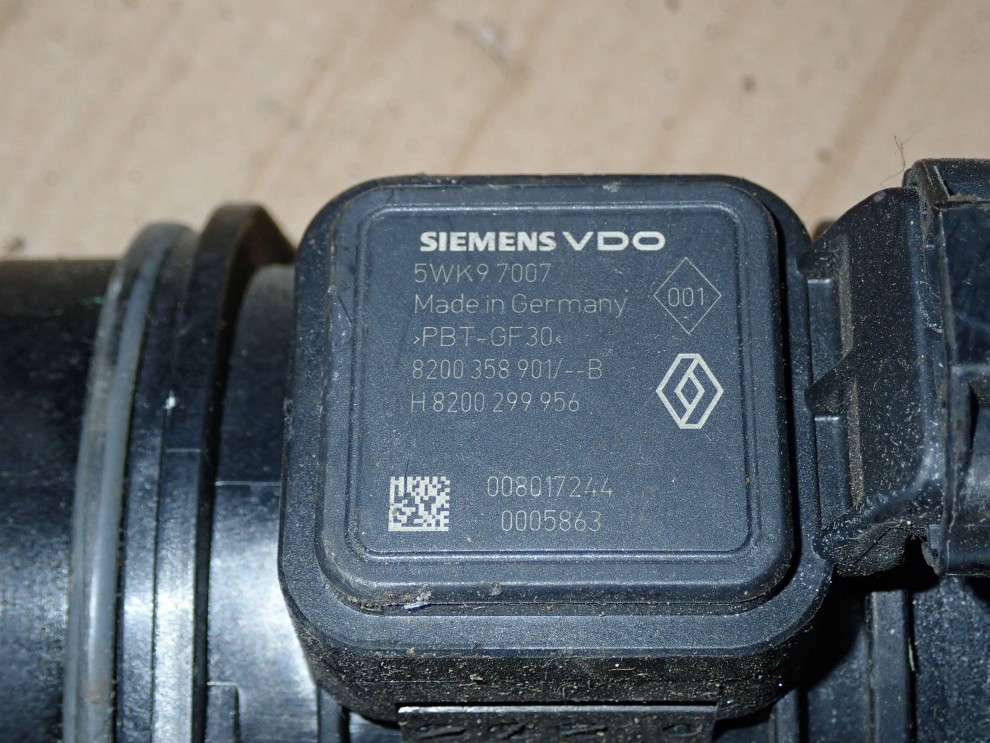 SIEMENS VDO
5WK9 7007
001
Made in Germany
>PBT-GF30<
8200 358 901/--B
H 8200 299 956
008017244
0005863